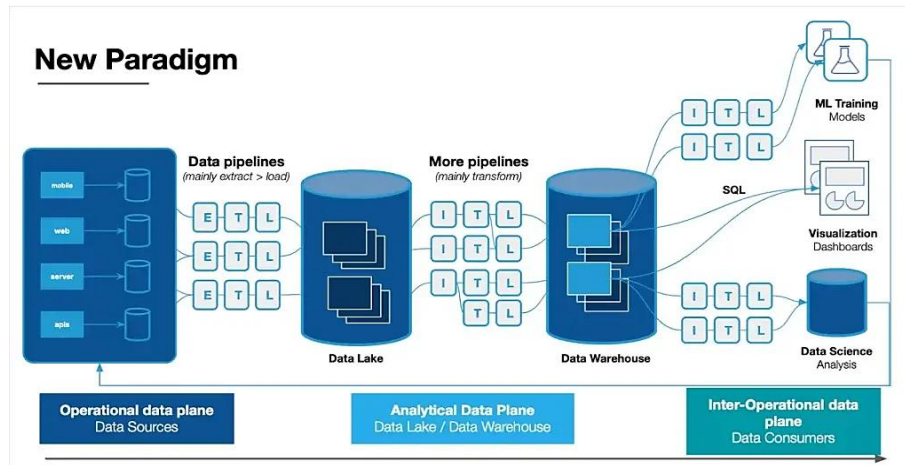 New Paradigm
ML Training
Models
Data pipelines
(mainly extract > load)
More pipelines
(mainly transform)
I T L
I T L
mobile
web
server
apis
E T L
E T L
E T L
I T L
I T L
I T L
T L
SQL
Visualization
Dashboards
I T L
I T L
Data Lake
Data Warehouse
Data Science
Analysis
Operational data plane
Data Sources
Analytical Data Plane
Data Lake / Data Warehouse
Inter-Operational data
plane
Data Consumers